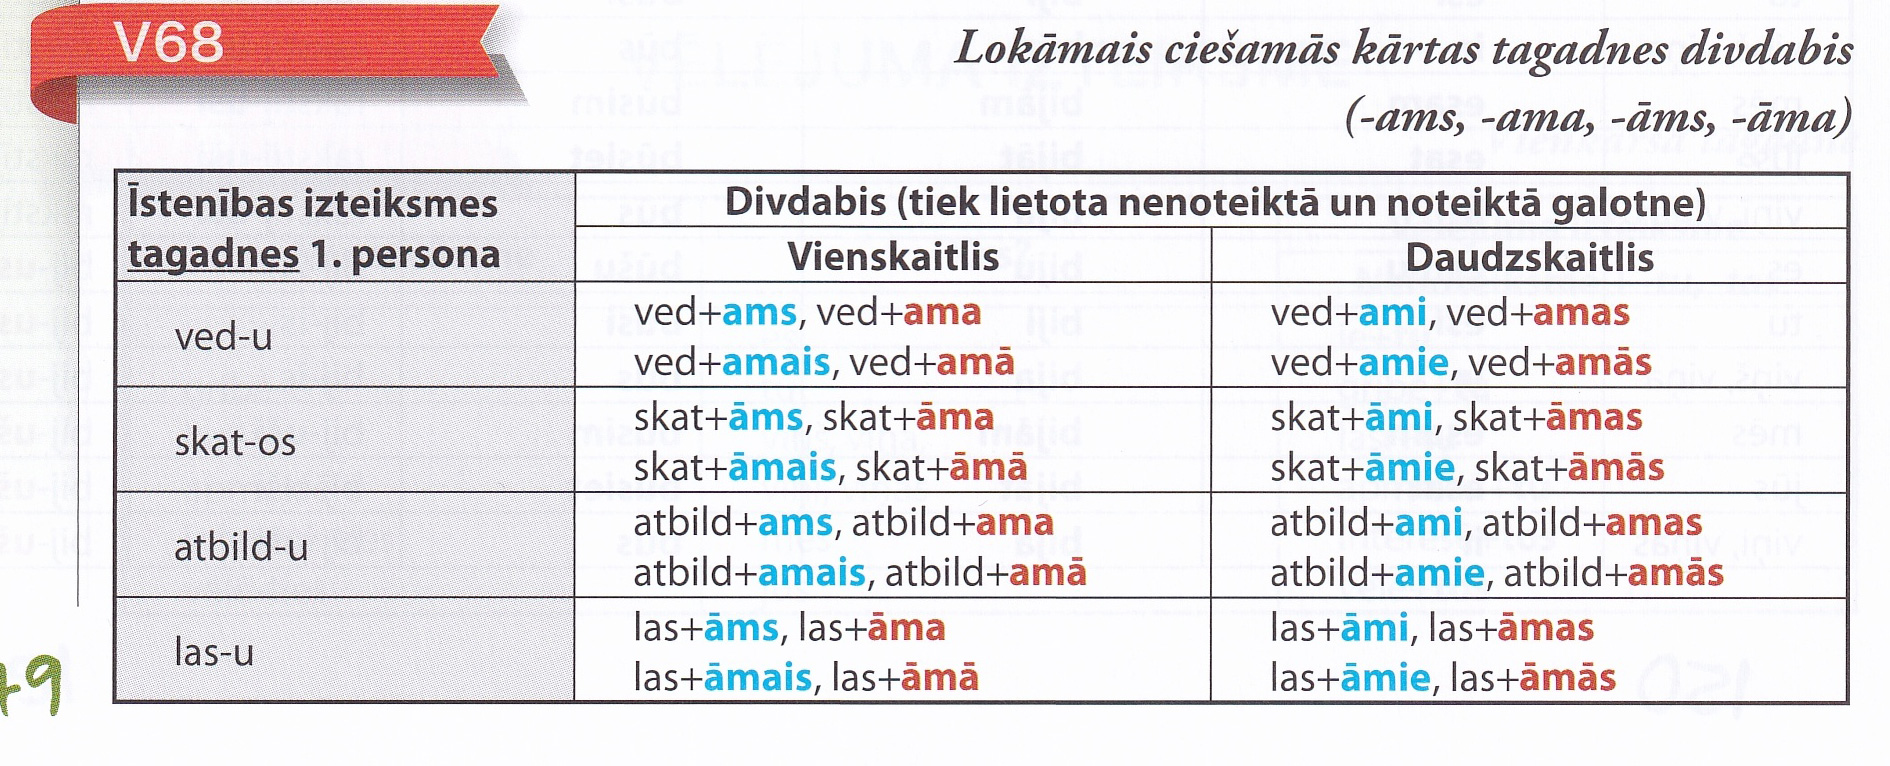 V68
Lokāmais ciešamās kārtas tagadnes divdabis
(-ams, -ama, -āms, -āma)
Īstenības izteiksmes
tagadnes 1. persona
Divdabis (tiek lietota nenoteiktā un noteiktā galotne)
Vienskaitlis
Daudzskaitlis
ved-u
ved+ams, ved+ama
ved+amais, ved+amā
ved+ami, ved+amas
ved+amie, ved+amās
skat-os
skat+āms, skat+āma
skat+āmais, skat+āmā
skat+āmi, skat+āmas
skat+āmie, skat+āmās
atbild-u
atbild+ams, atbild+ama
atbild+amais, atbild+amā
atbild+ami, atbild+amas
atbild+amie, atbild+amās
las-u
las+āms, las+āma
las+āmais, las+āmā
las+āmi, las+āmas
las+āmie, las+āmās